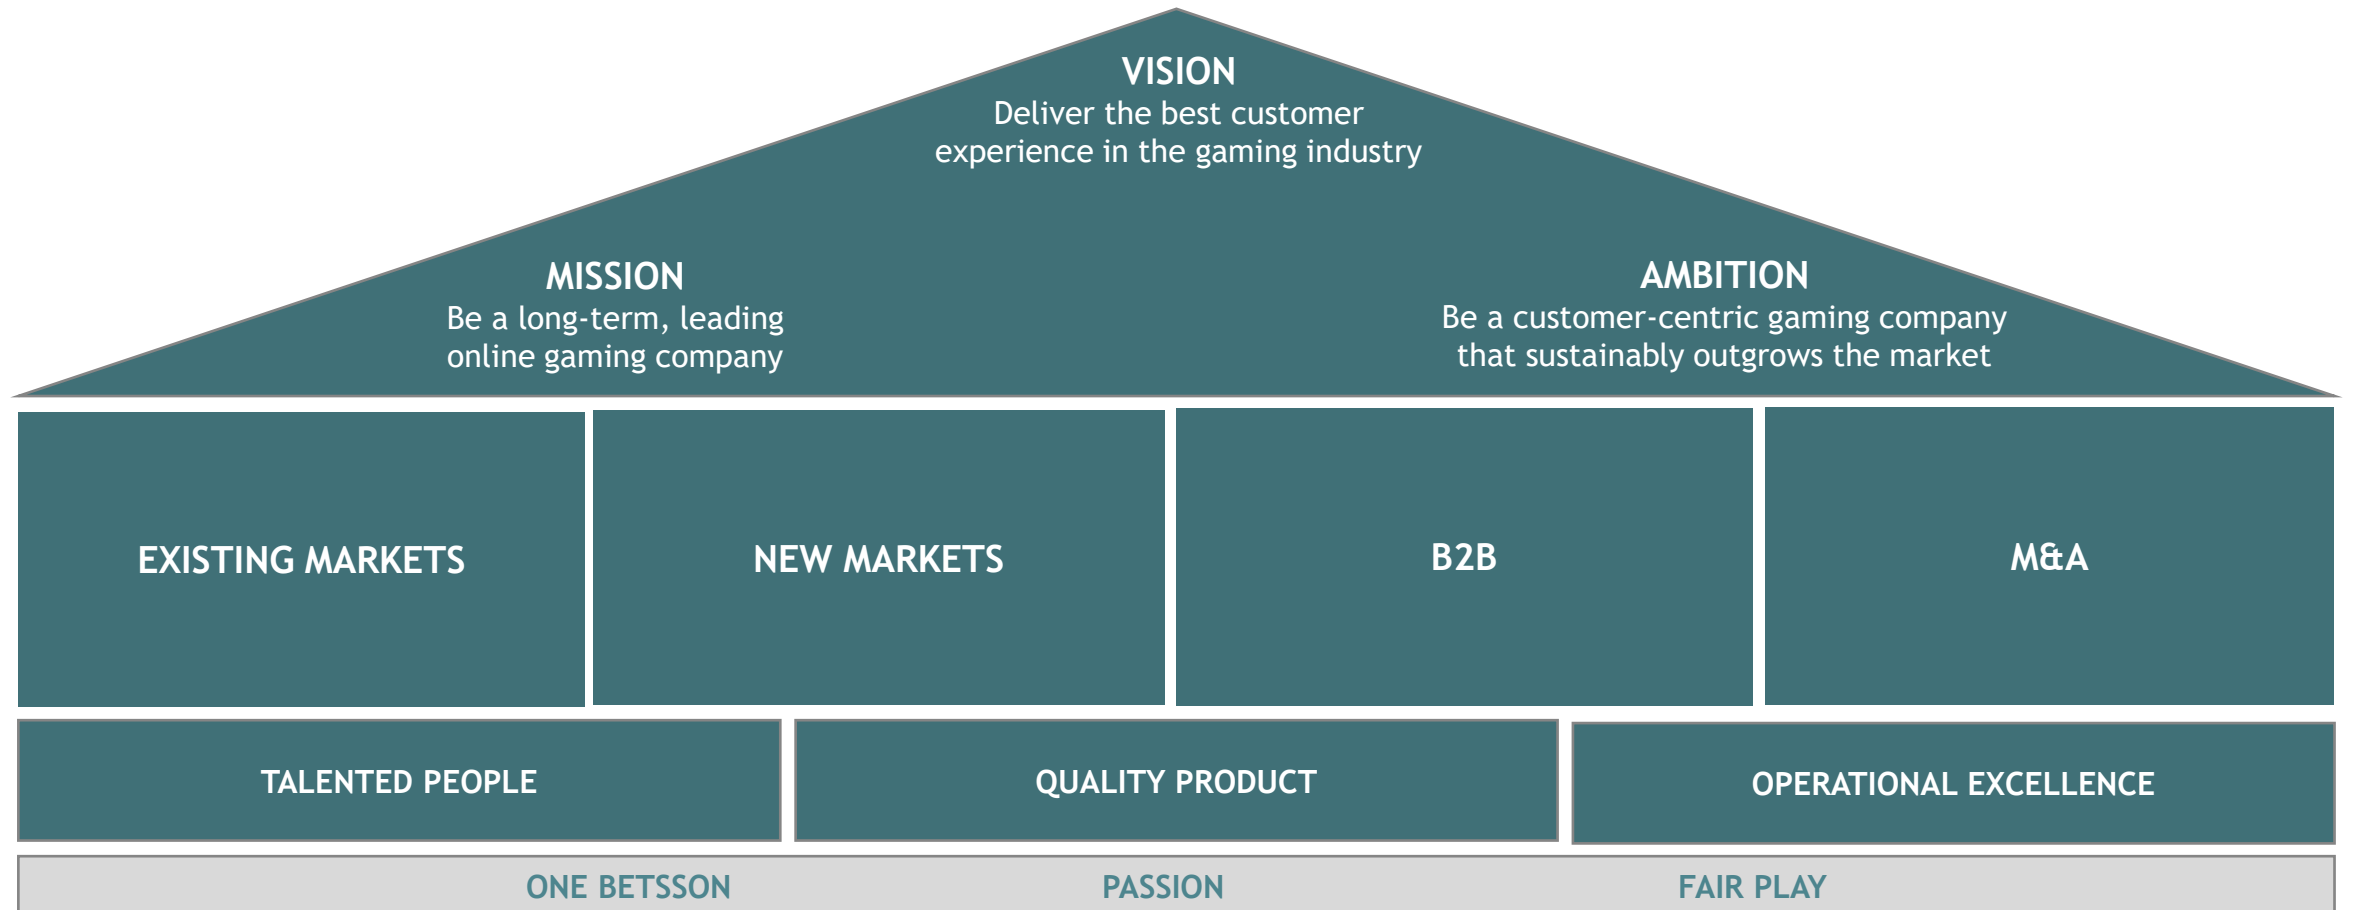 VISION
Deliver the best customer
experience in the gaming industry
MISSION
Be a long-term, leading
online gaming company
AMBITION
Be a customer-centric gaming company
that sustainably outgrows the market
EXISTING MARKETS
NEW MARKETS
B2B
M&A
TALENTED PEOPLE
QUALITY PRODUCT
OPERATIONAL EXCELLENCE
ONE BETSSON
PASSION
FAIR PLAY